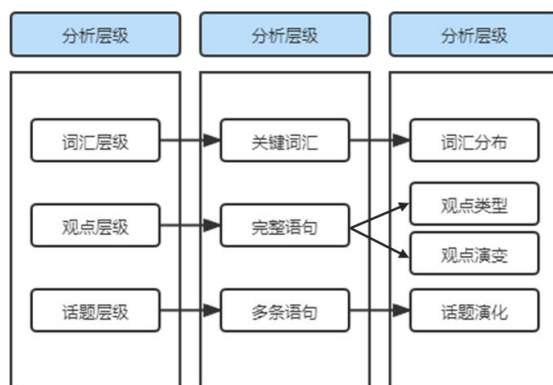 分析层级
分析层级
分析层级
词汇层级
关键词汇
词汇分布
观点层级
完整语句
观点类型
观点演变
话题层级
多条语句
话题演化